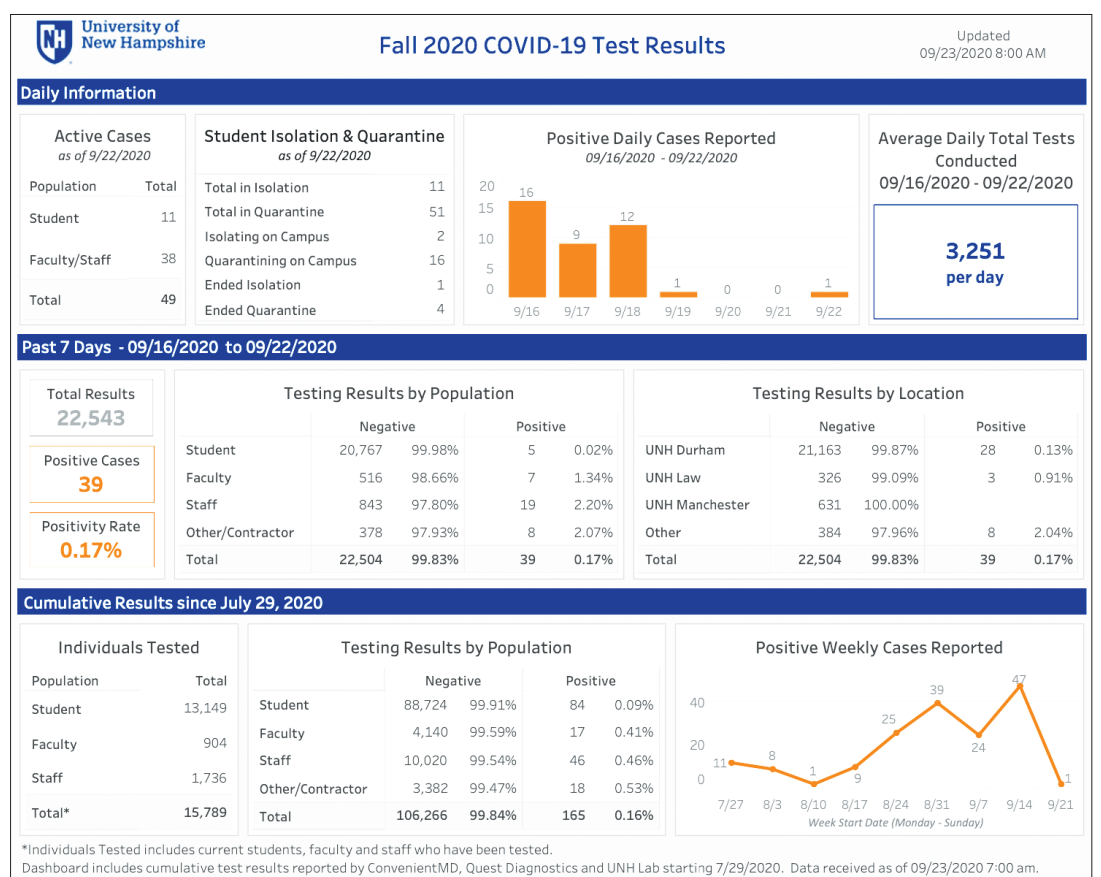 University of
New Hampshire
NH
Fall 2020 COVID-19 Test Results
Updated
09/23/2020 8:00 AM
Daily Information
Active Cases
as of 9/22/2020
Population Total
Student 11
Faculty/Staff 38
Total 49
Student Isolation & Quarantine
as of 9/22/2020
Total in Isolation 11
Total in Quarantine 51
Isolating on Campus 2
Quarantining on Campus 16
Ended Isolation 1
Ended Quarantine 4
Positive Daily Cases Reported
09/16/2020 - 09/22/2020
20
15
10
5
0
16 9 12 1 0 0 1
9/16 9/17 9/18 9/19 9/20 9/21 9/22
Average Daily Total Tests
Conducted
09/16/2020 - 09/22/2020
3,251
per day
Past 7 Days - 09/16/2020 to 09/22/2020
Total Results
22,543
Positive Cases
39
Positivity Rate
0.17%
Testing Results by Population
Negative Positive
Student 20,767 99.98% 5 0.02%
Faculty 516 98.66% 7 1.34%
Staff 843 97.80% 19 2.20%
Other/Contractor 378 97.93% 8 2.07%
Total 22,504 99.83% 39 0.17%
Testing Results by Location
Negative Positive
UNH Durham 21,163 99.87% 28 0.13%
UNH Law 326 99.09% 3 0.91%
UNH Manchester 631 100.00%
Other 384 97.96% 8 2.04%
Total 22,504 99.83% 39 0.17%
Cumulative Results since July 29, 2020
Individuals Tested
Population Total
Student 13,149
Faculty 904
Staff 1,736
Total* 15,789
Testing Results by Population
Negative Positive
Student 88,724 99.91% 84 0.09%
Faculty 4,140 99.59% 17 0.41%
Staff 10,020 99.54% 46 0.46%
Other/Contractor 3,382 99.47% 18 0.53%
Total 106,266 99.84% 165 0.16%
Positive Weekly Cases Reported
40
20
0
11 8 1 9 25 39 24 47 1
7/27 8/3 8/10 8/17 8/24 8/31 9/7 9/14 9/21
Week Start Date (Monday - Sunday)
*Individuals Tested includes current students, faculty and staff who have been tested.
Dashboard includes cumulative test results reported by ConvenientMD, Quest Diagnostics and UNH Lab starting 7/29/2020. Data received as of 09/23/2020 7:00 am.